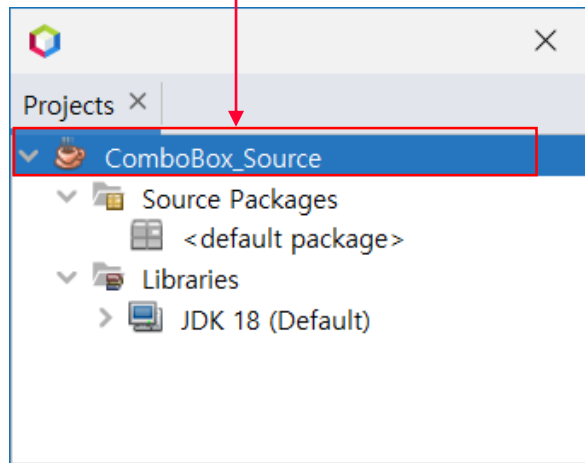 Projects
ComboBox_Source
Source Packages
<default package>
Libraries
JDK 18 (Default)